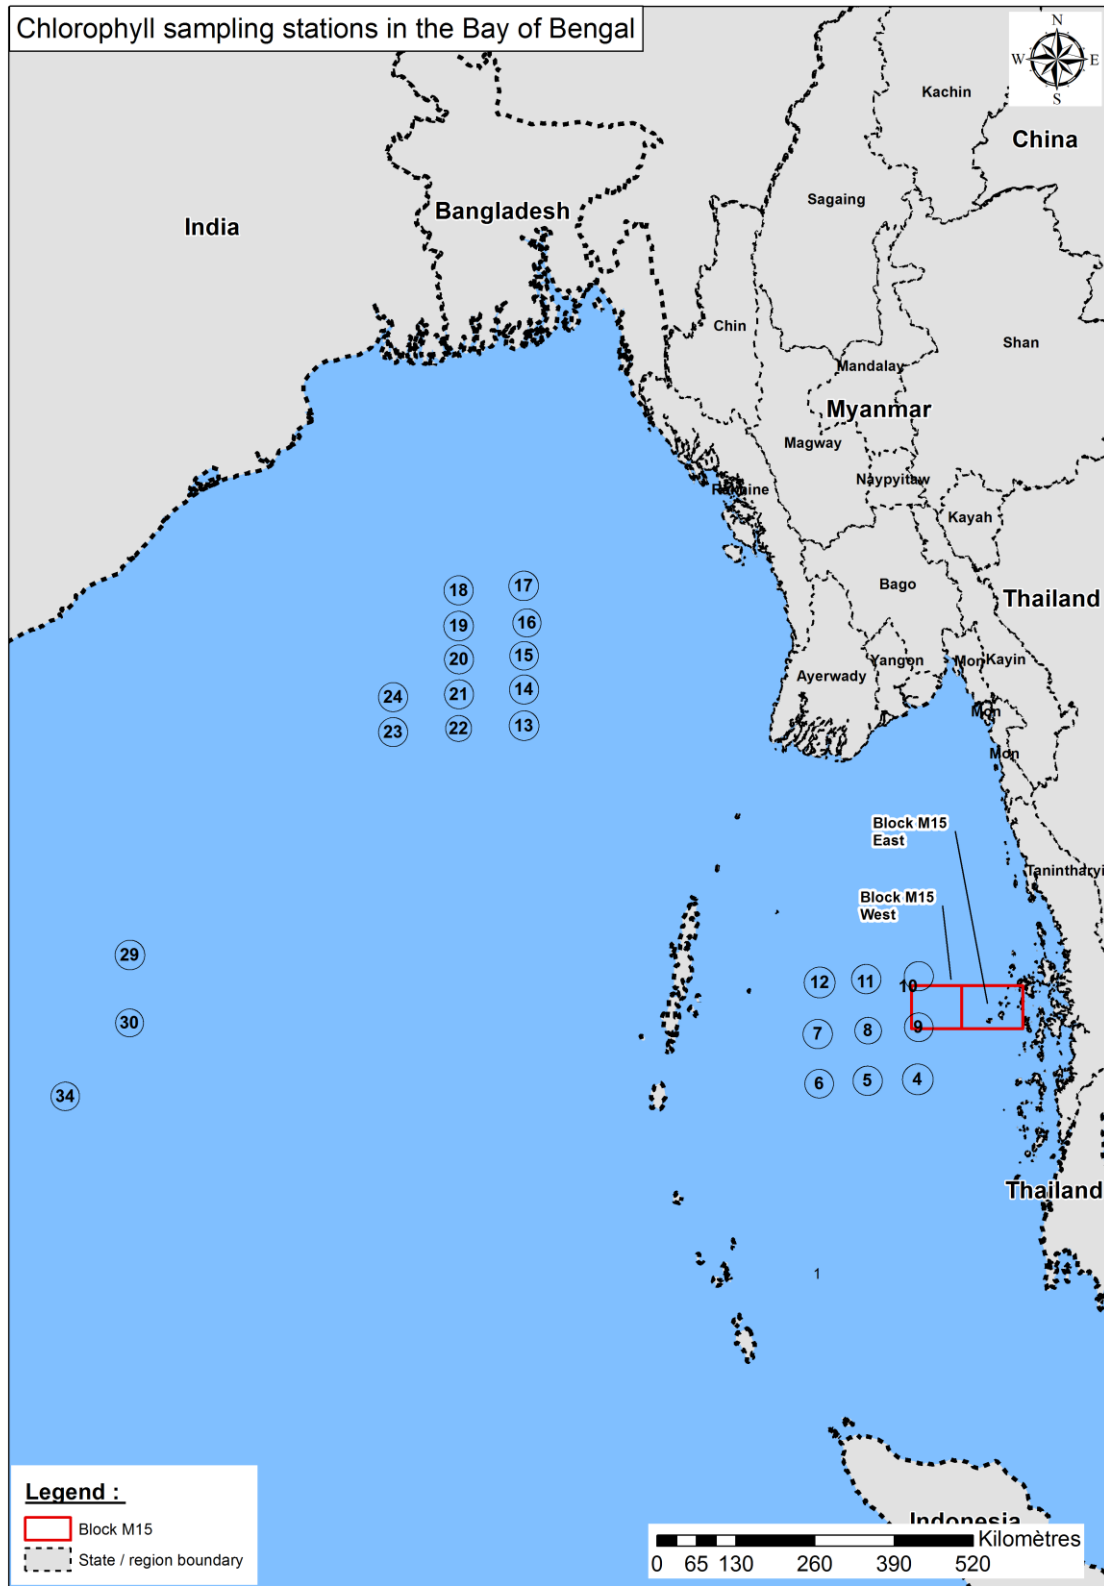 Chlorophyll sampling stations in the Bay of Bengal
N
W
E
S
Kachin
China
Sagaing
Bangladesh
India
Chin
Shan
Mandalay
Myanmar
Magway
Naypyitaw
Kayah
Bago
Thailand
18
17
19
16
20
15
Yangon
Mon
Kayin
Ayerwady
24
21
14
Mon
23
22
13
Mon
Block M15
East
Tanintharyi
Block M15
West
29
12
11
10
30
7
8
9
34
6
5
4
Thailand
1
Indonesia
Legend :
Block M15
State / region boundary
Kilomètres
0 65 130 260 390 520